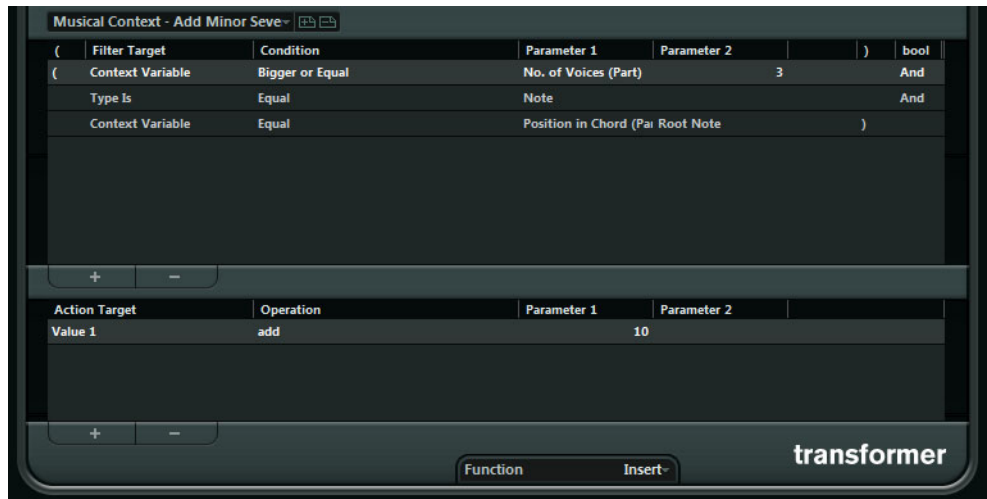 Musical Context - Add Minor Seve
( Filter Target Condition Parameter 1 Parameter 2 ) bool
( Context Variable Bigger or Equal No. of Voices (Part) 3 And
Type Is Equal Note And
Context Variable Equal Position in Chord (Par Root Note )
+ −
Action Target Operation Parameter 1 Parameter 2
Value 1 add 10
+ −
transformer
Function Insert